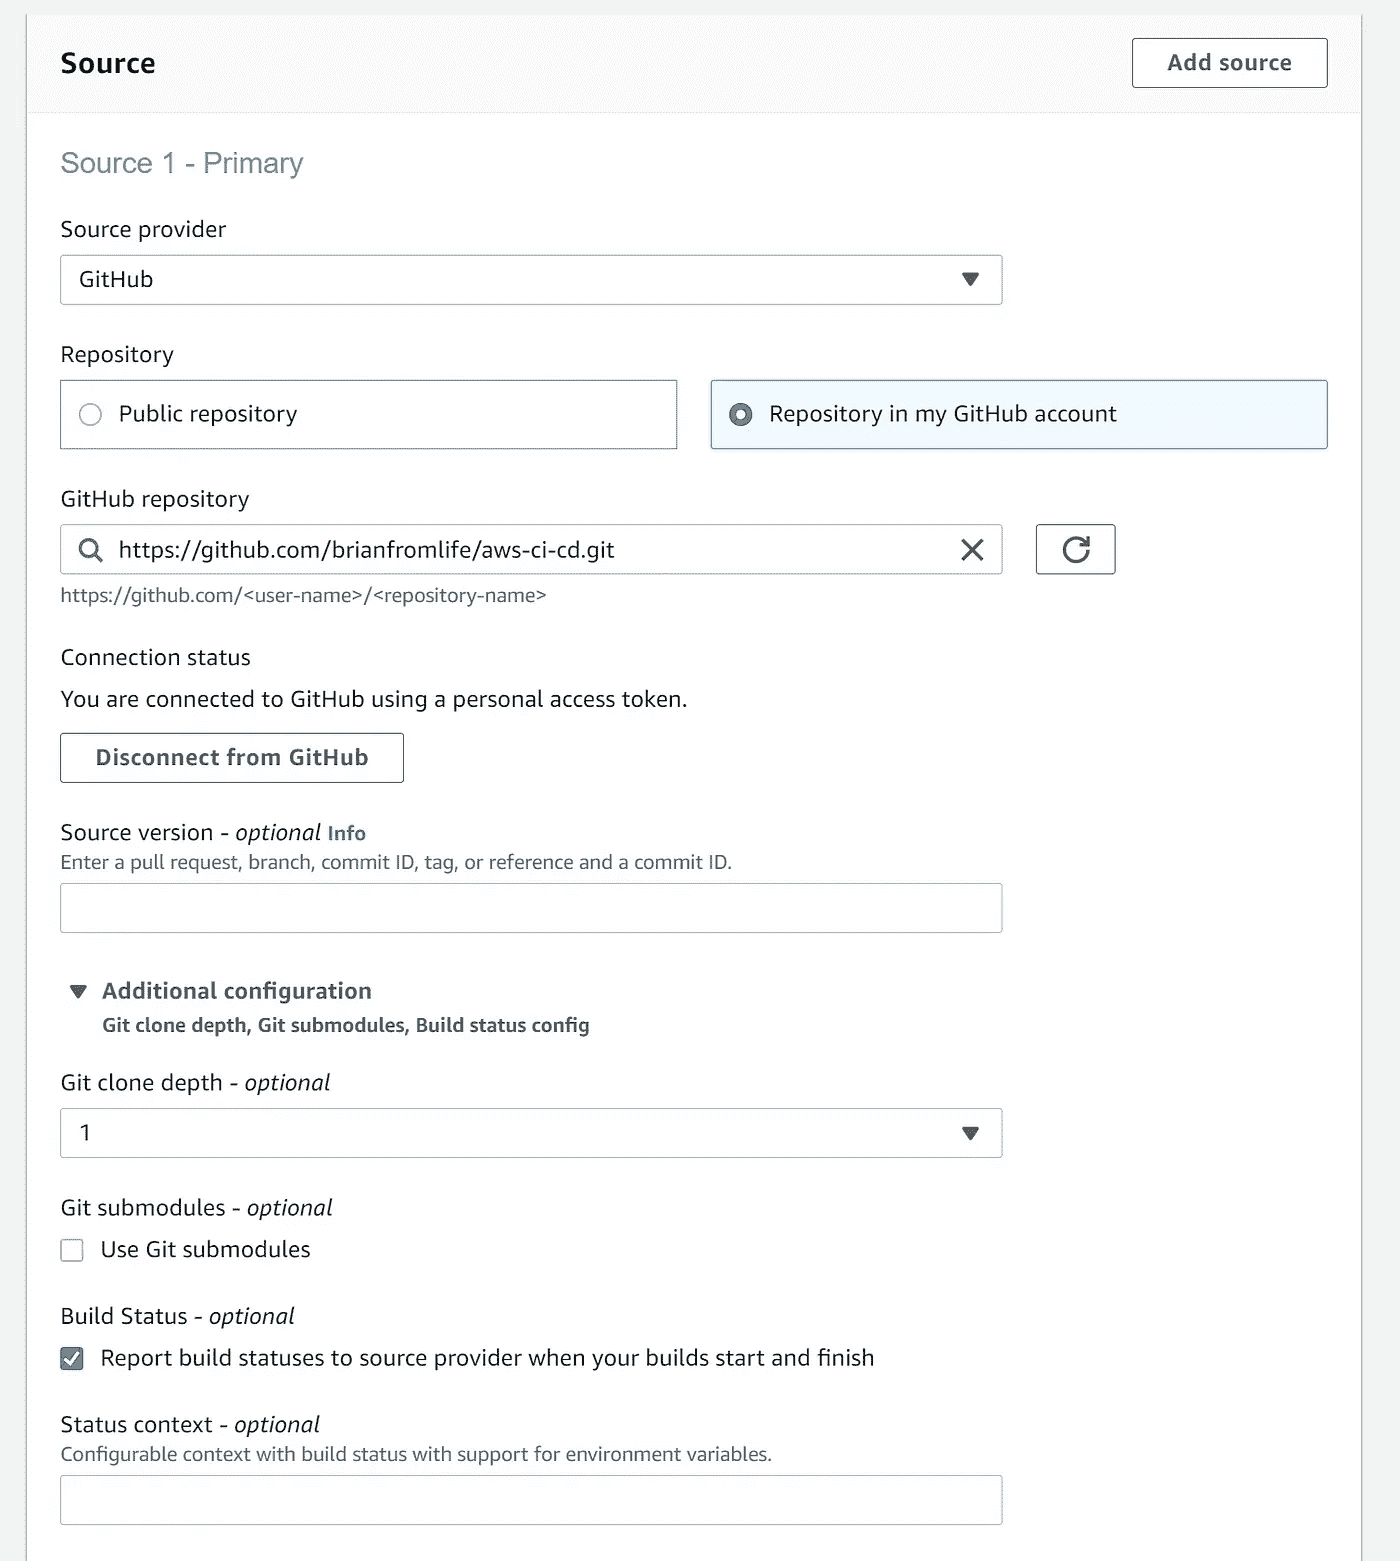 Source
Add source
Source 1 - Primary
Source provider
GitHub
Repository
Public repository
Repository in my GitHub account
GitHub repository
https://github.com/brianfromlife/aws-ci-cd.git
https://github.com/<user-name>/<repository-name>
Connection status
You are connected to GitHub using a personal access token.
Disconnect from GitHub
Source version - optional Info
Enter a pull request, branch, commit ID, tag, or reference and a commit ID.
Additional configuration
Git clone depth, Git submodules, Build status config
Git clone depth - optional
1
Git submodules - optional
Use Git submodules
Build Status - optional
Report build statuses to source provider when your builds start and finish
Status context - optional
Configurable context with build status with support for environment variables.